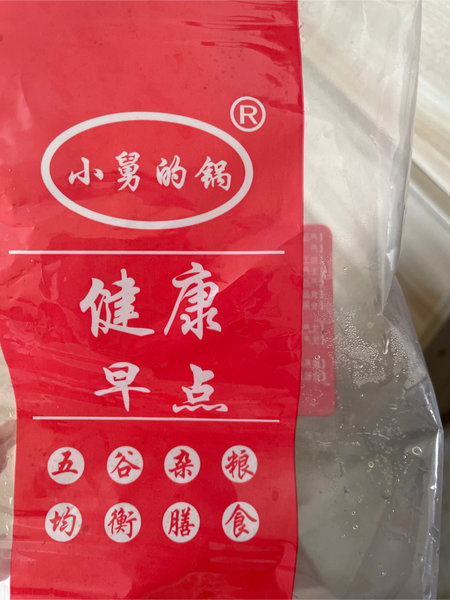 ®
小舅的锅
健康
早点
五谷杂粮
均衡膳食